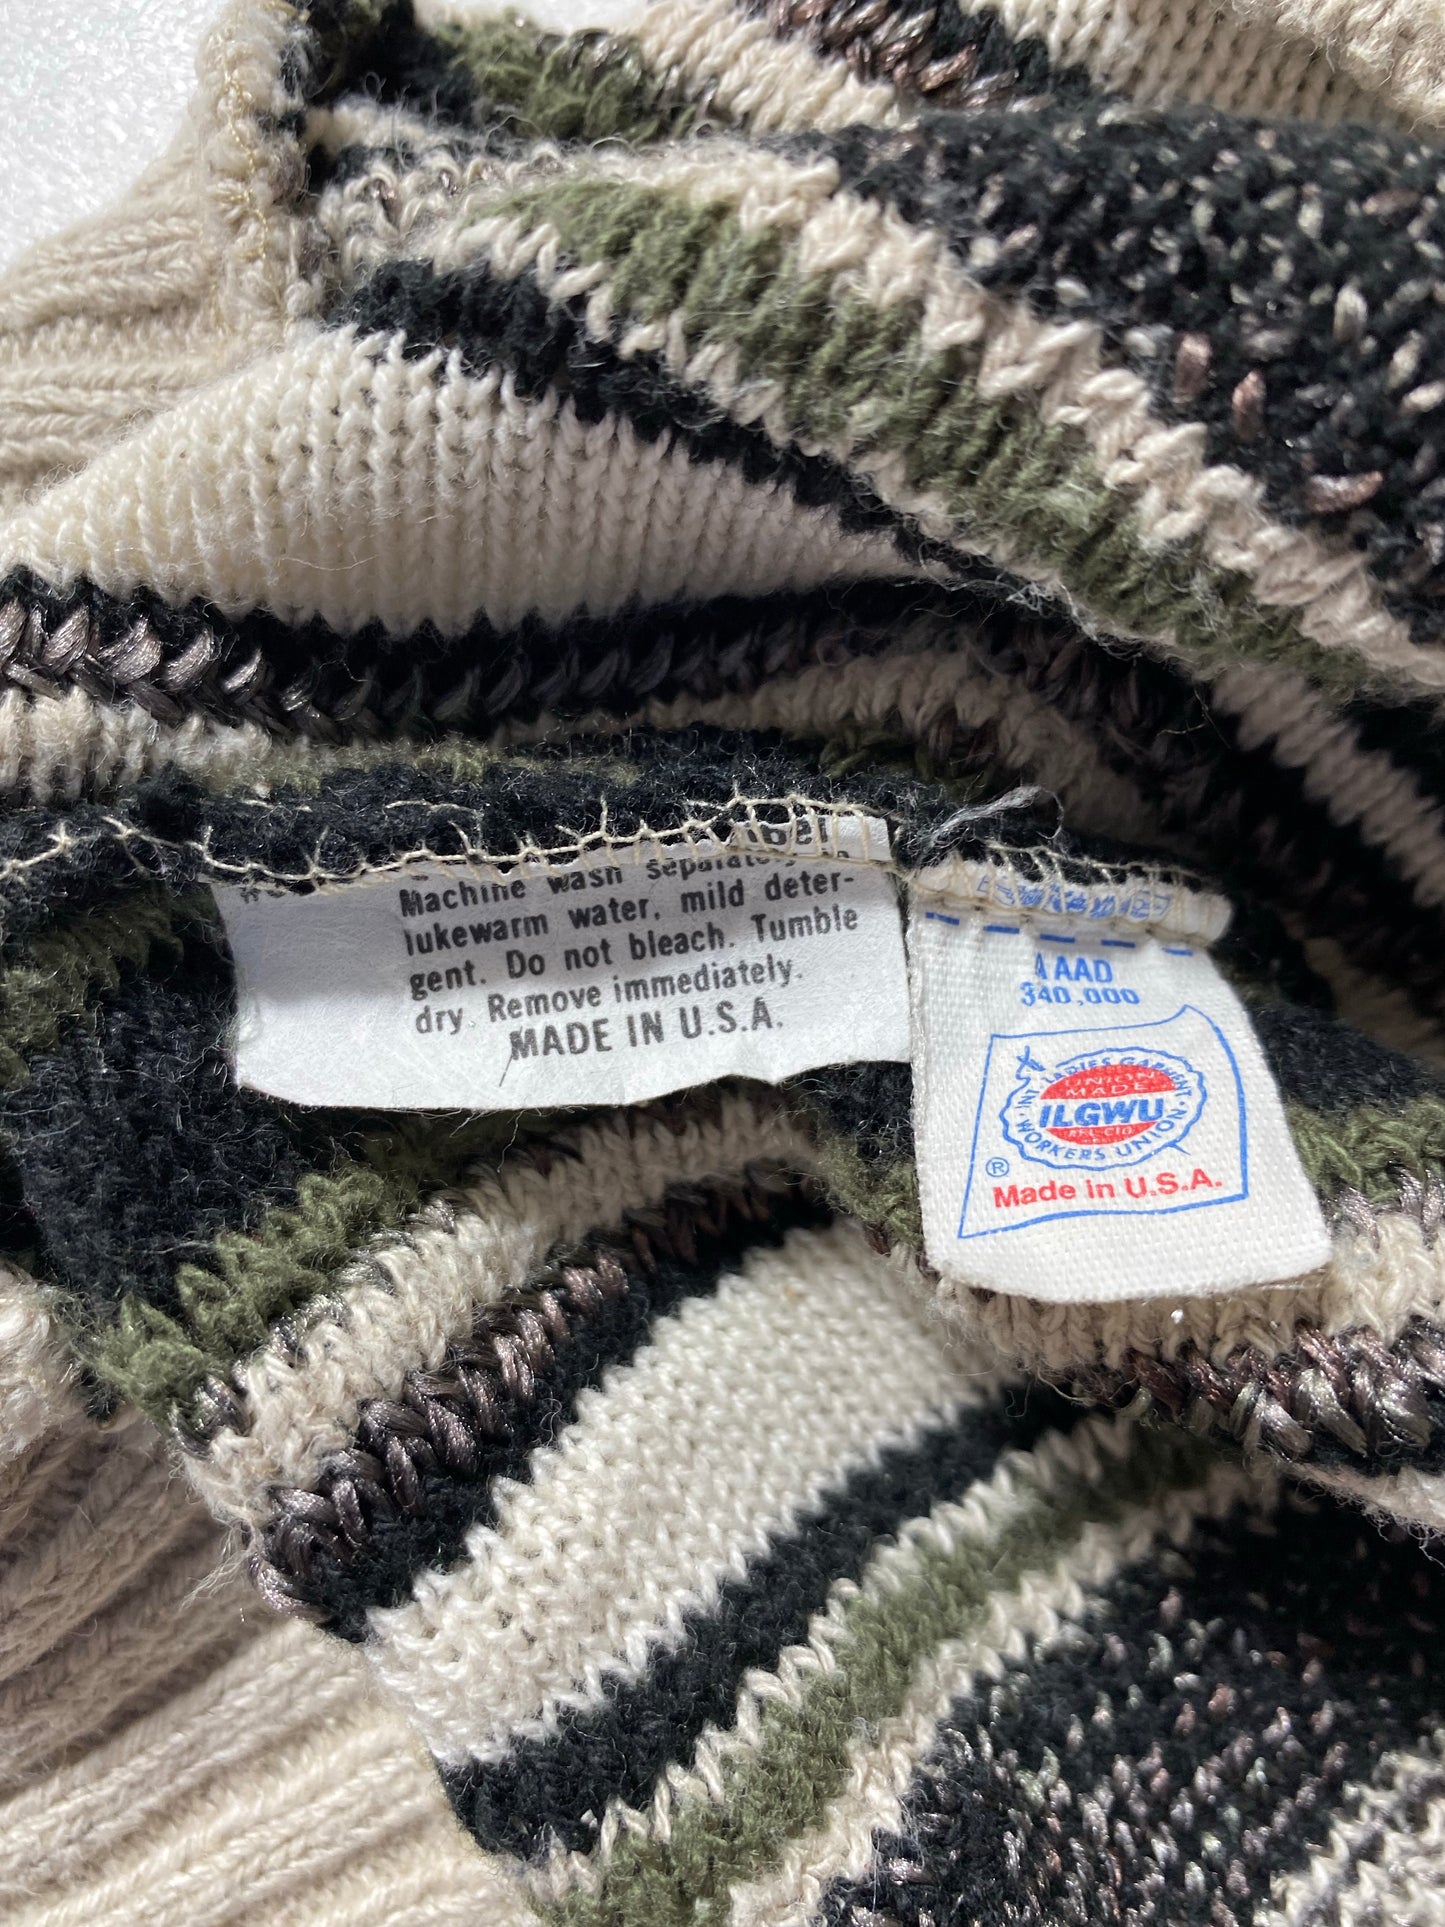 Machine wash separately
lukewarm water, mild deter-
gent. Do not bleach. Tumble
dry. Remove immediately.
MADE IN U.S.A.
A AAD
340,000
INT'L LADIES GARMENT WORKERS UNION
UNION
MADE
ILGWU
AFL-CIO
®
Made in U.S.A.